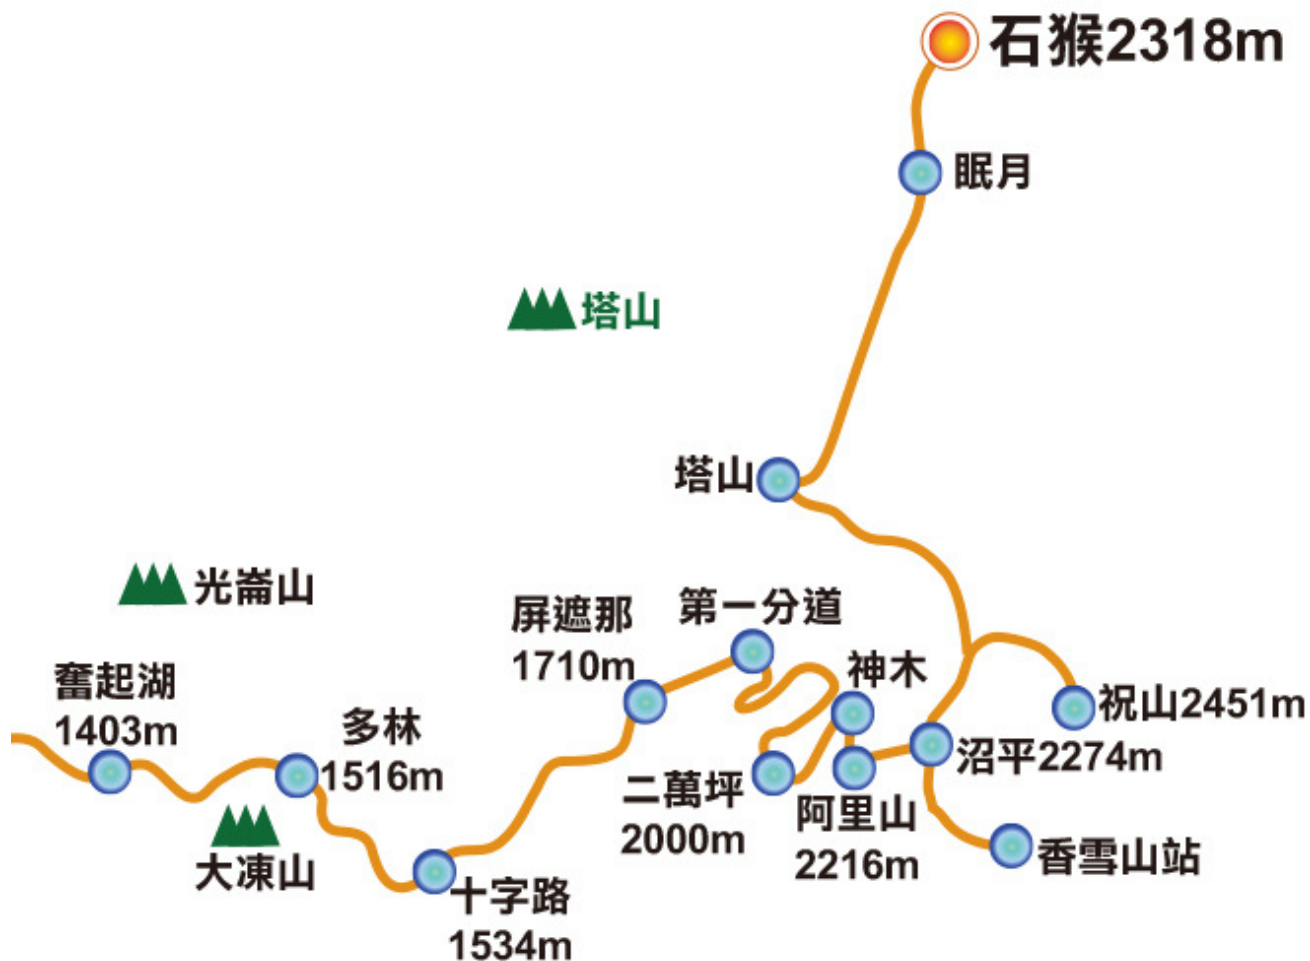 石猴2318m
眠月
塔山
塔山
光崙山
屏遮那
1710m
第一分道
奮起湖
1403m
多林
1516m
神木
祝山2451m
沼平2274m
二萬坪
2000m
阿里山
2216m
香雪山站
大凍山
十字路
1534m